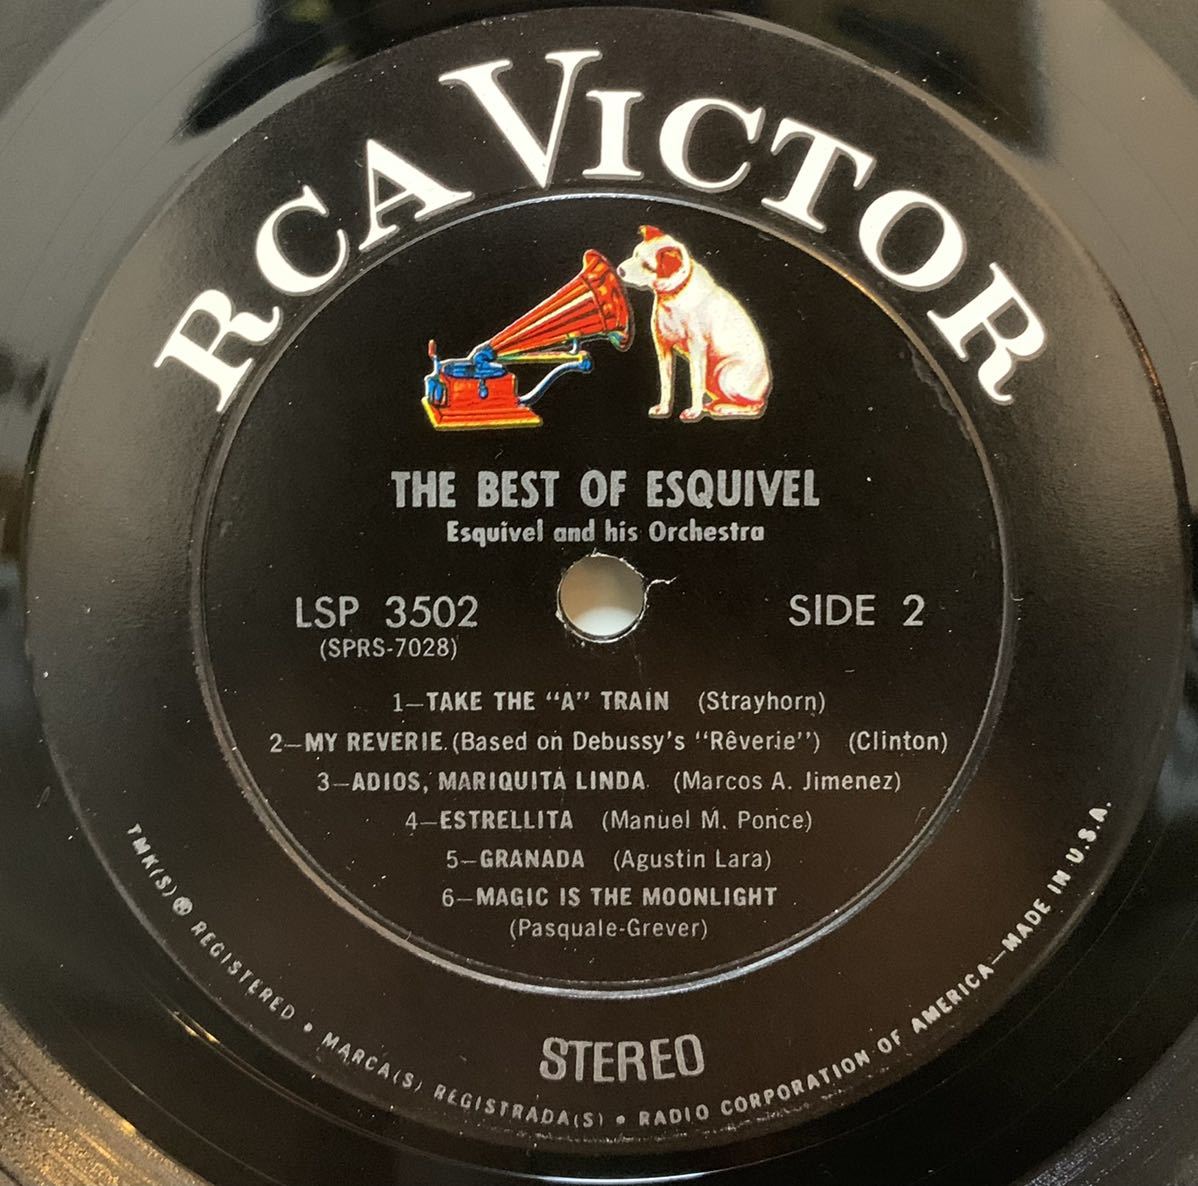 RCA VICTOR
THE BEST OF ESQUIVEL
Esquivel and his Orchestra
LSP 3502
(SPRS-7028)
SIDE 2
1—TAKE THE "A" TRAIN (Strayhorn)
2—MY REVERIE (Based on Debussy's "Rêverie") (Clinton)
3—ADIOS, MARIQUITA LINDA (Marcos A. Jimenez)
4—ESTRELLITA (Manuel M. Ponce)
5—GRANADA (Agustin Lara)
6—MAGIC IS THE MOONLIGHT
(Pasquale-Grever)
STEREO
TMK(S) ® REGISTERED • MARCA(S) REGISTRADA(S) • RADIO CORPORATION OF AMERICA—MADE IN U.S.A.